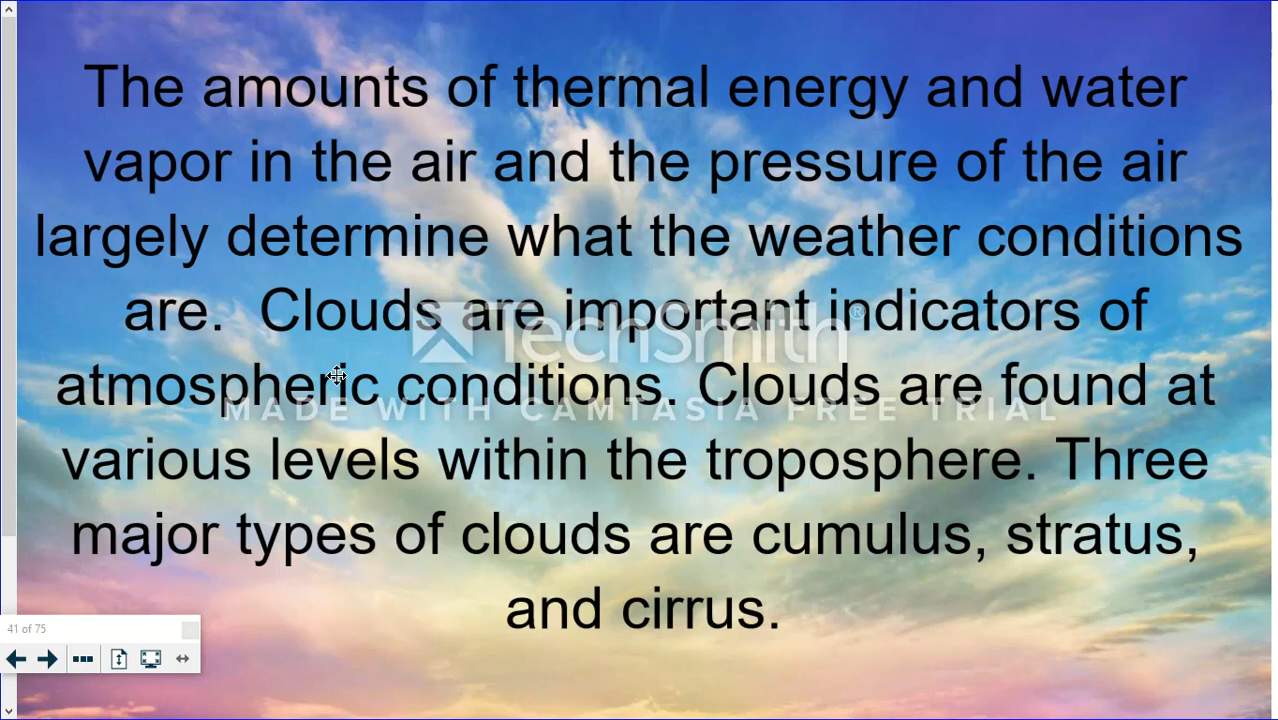 The amounts of thermal energy and water
vapor in the air and the pressure of the air
largely determine what the weather conditions
are.  Clouds are important indicators of
TechSmith®
atmospheric conditions. Clouds are found at
MADE WITH CAMTASIA FREE TRIAL
various levels within the troposphere. Three
major types of clouds are cumulus, stratus,
and cirrus.
41 of 75